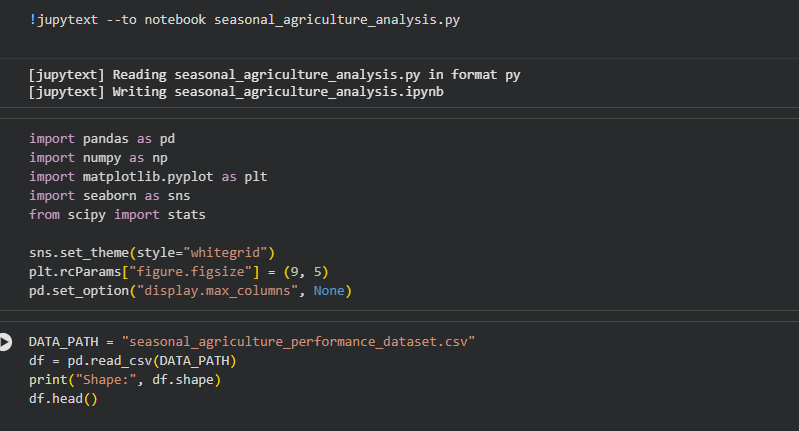 !jupytext --to notebook seasonal_agriculture_analysis.py
[jupytext] Reading seasonal_agriculture_analysis.py in format py
[jupytext] Writing seasonal_agriculture_analysis.ipynb
import pandas as pd
import numpy as np
import matplotlib.pyplot as plt
import seaborn as sns
from scipy import stats
sns.set_theme(style="whitegrid")
plt.rcParams["figure.figsize"] = (9, 5)
pd.set_option("display.max_columns", None)
DATA_PATH = "seasonal_agriculture_performance_dataset.csv"
df = pd.read_csv(DATA_PATH)
print("Shape:", df.shape)
df.head()